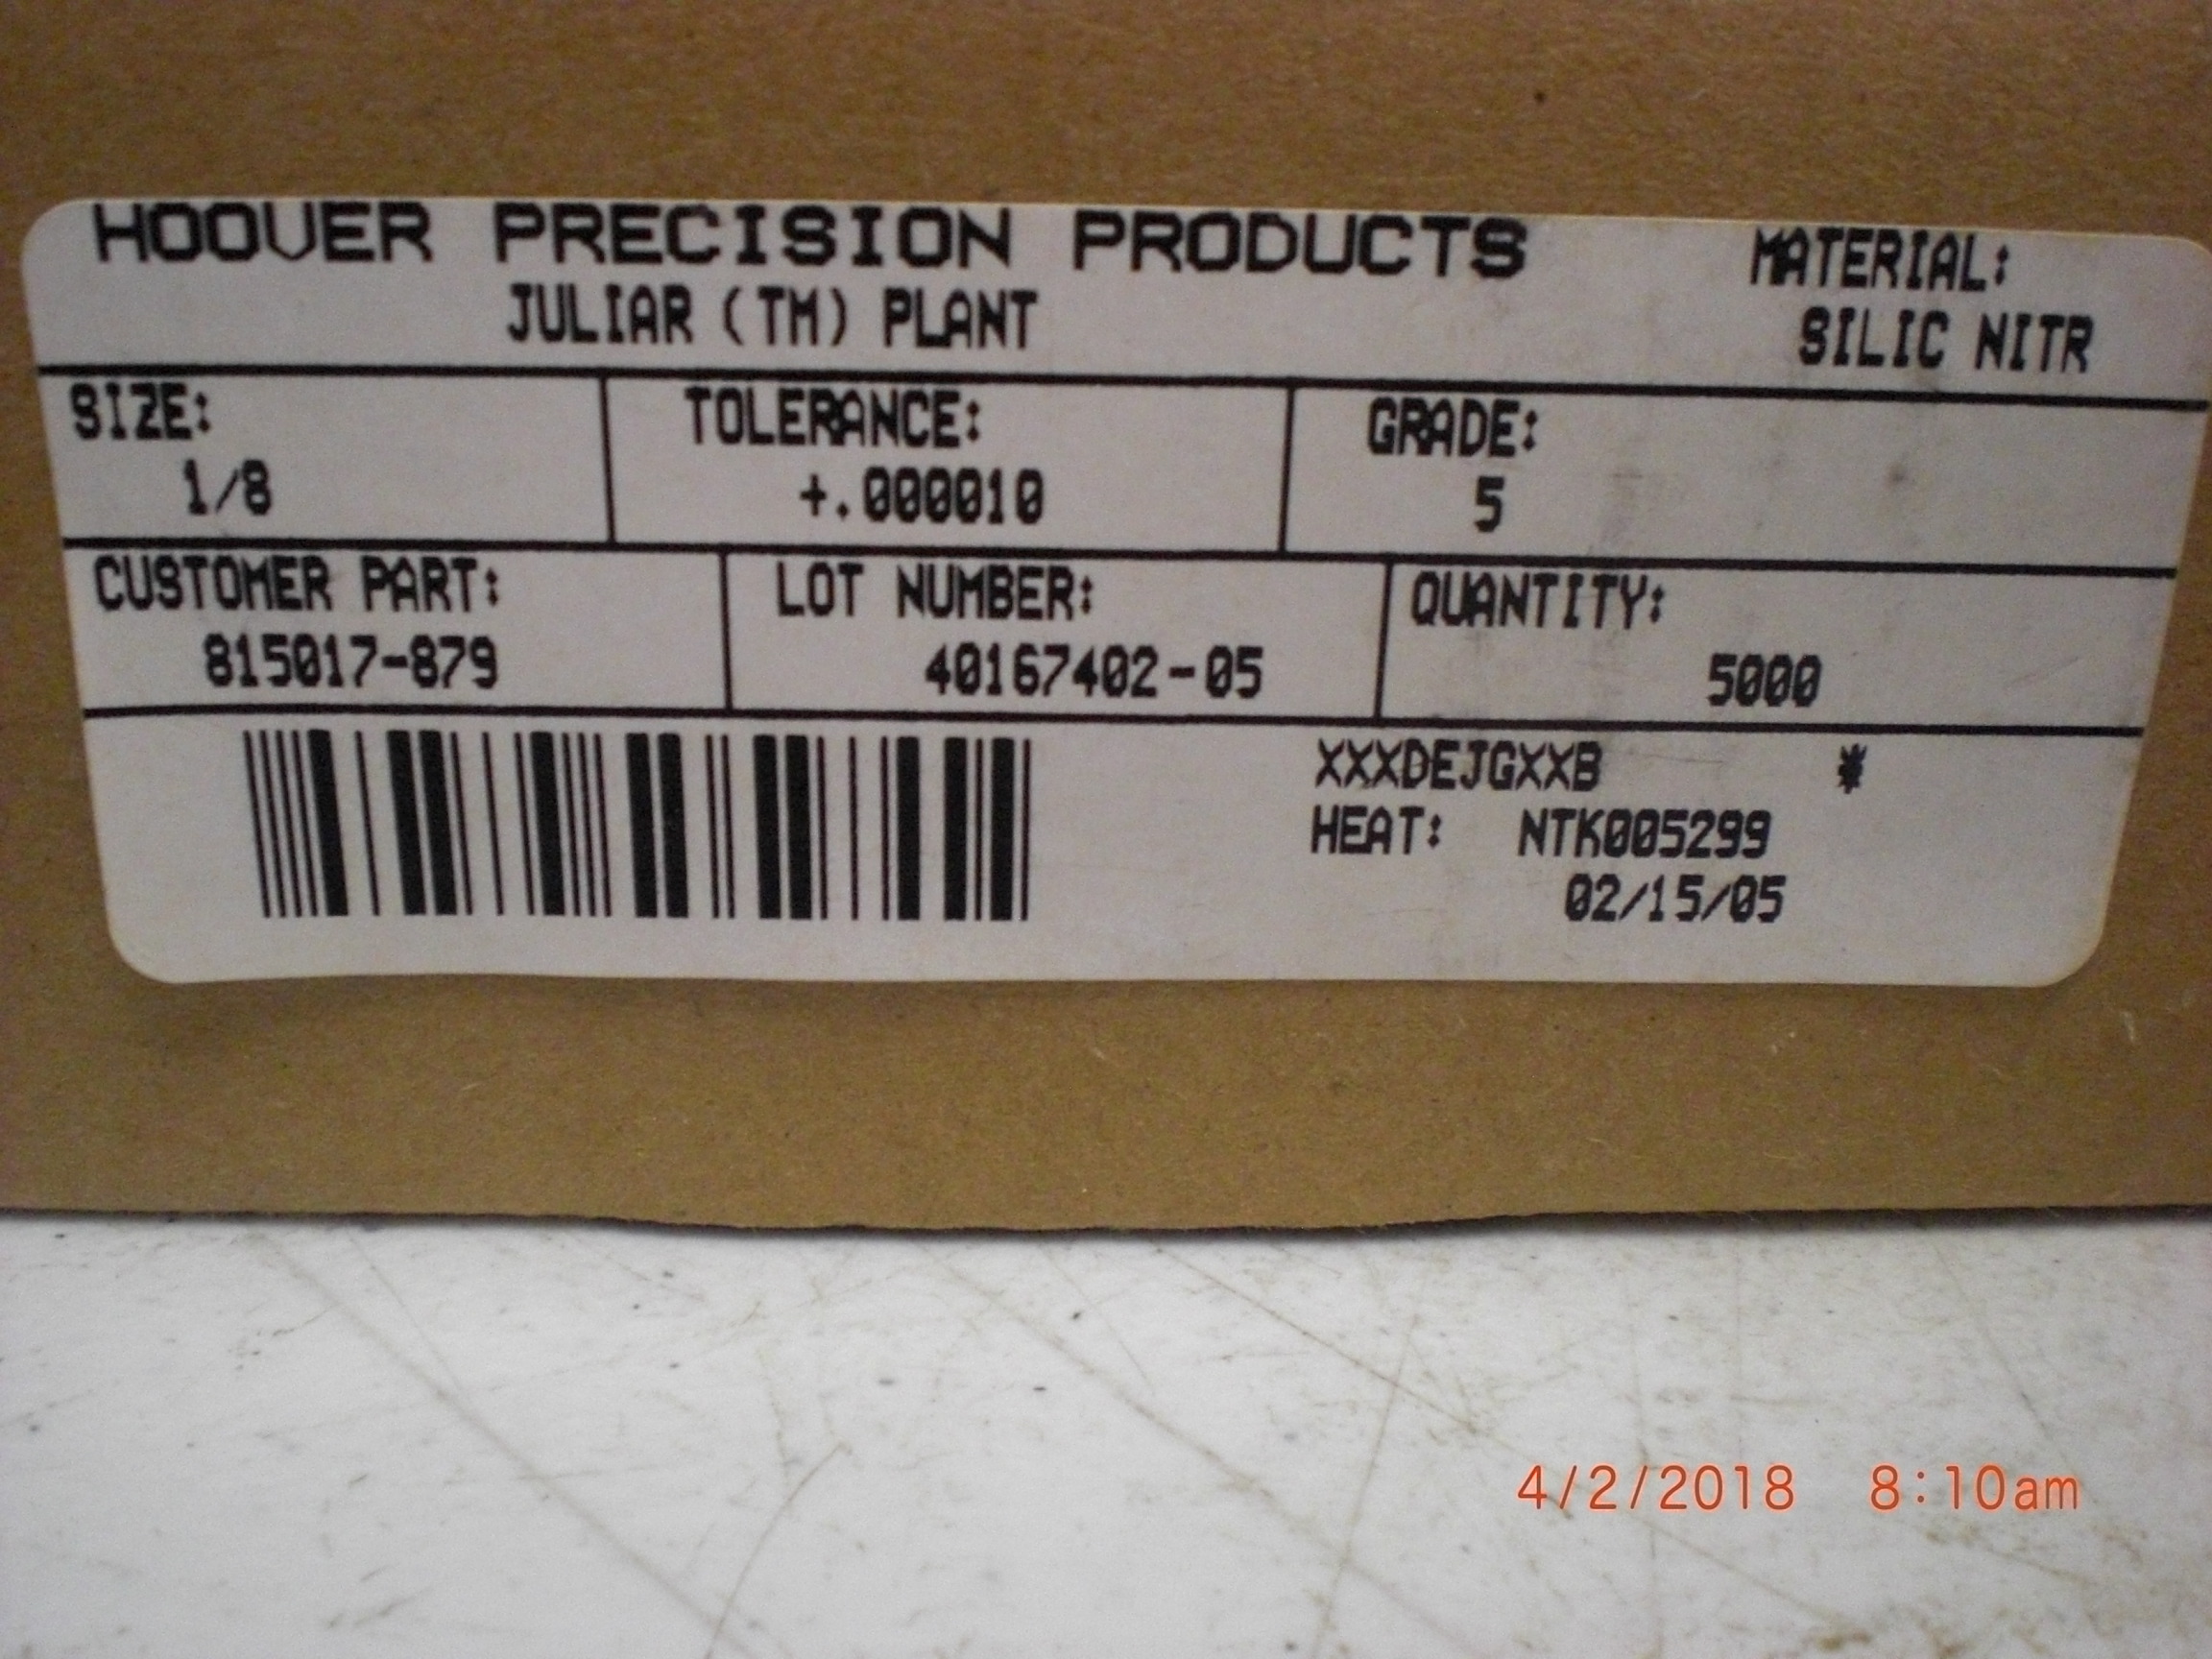 HOOVER PRECISION PRODUCTS
JULIAR (TM) PLANT
MATERIAL:
SILIC NITR
SIZE:
1/8
TOLERANCE:
+.000010
GRADE:
5
CUSTOMER PART:
815017-879
LOT NUMBER:
40167402-05
QUANTITY:
5000
XXXDEJGXXB *
HEAT: NTK005299
02/15/05
4/2/2018 8:10am